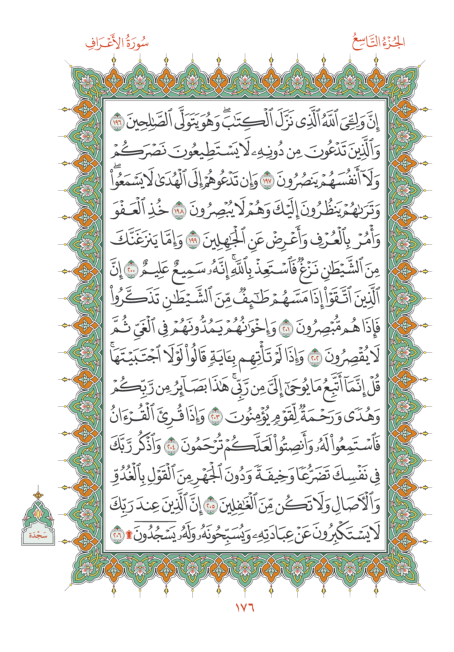 الجُزْءُ التَّاسِعُ
سُورَةُ الأَعْرَافِ
إِنَّ وَلِـِّۧيَ ٱللَّهُ ٱلَّذِى نَزَّلَ ٱلْكِتَٰبَۖ وَهُوَ يَتَوَلَّى ٱلصَّٰلِحِينَ ١٩٦
وَٱلَّذِينَ تَدْعُونَ مِن دُونِهِۦ لَا يَسْتَطِيعُونَ نَصْرَكُمْ
وَلَآ أَنفُسَهُمْ يَنصُرُونَ ١٩٧ وَإِن تَدْعُوهُمْ إِلَى ٱلْهُدَىٰ لَا يَسْمَعُوا۟ۖ
وَتَرَىٰهُمْ يَنظُرُونَ إِلَيْكَ وَهُمْ لَا يُبْصِرُونَ ١٩٨ خُذِ ٱلْعَفْوَ
وَأْمُرْ بِٱلْعُرْفِ وَأَعْرِضْ عَنِ ٱلْجَٰهِلِينَ ١٩٩ وَإِمَّا يَنزَغَنَّكَ
مِنَ ٱلشَّيْطَٰنِ نَزْغٌ فَٱسْتَعِذْ بِٱللَّهِۚ إِنَّهُۥ سَمِيعٌ عَلِيمٌ ٢٠٠ إِنَّ
ٱلَّذِينَ ٱتَّقَوْا۟ إِذَا مَسَّهُمْ طَٰٓئِفٌ مِّنَ ٱلشَّيْطَٰنِ تَذَكَّرُوا۟
فَإِذَا هُم مُّبْصِرُونَ ٢٠١ وَإِخْوَٰنُهُمْ يَمُدُّونَهُمْ فِى ٱلْغَىِّ ثُمَّ
لَا يُقْصِرُونَ ٢٠٢ وَإِذَا لَمْ تَأْتِهِم بِـَٔايَةٍ قَالُوا۟ لَوْلَا ٱجْتَبَيْتَهَاۚ
قُلْ إِنَّمَآ أَتَّبِعُ مَا يُوحَىٰٓ إِلَىَّ مِن رَّبِّىۚ هَٰذَا بَصَآئِرُ مِن رَّبِّكُمْ
وَهُدًى وَرَحْمَةٌ لِّقَوْمٍ يُؤْمِنُونَ ٢٠٣ وَإِذَا قُرِئَ ٱلْقُرْءَانُ
فَٱسْتَمِعُوا۟ لَهُۥ وَأَنصِتُوا۟ لَعَلَّكُمْ تُرْحَمُونَ ٢٠٤ وَٱذْكُر رَّبَّكَ
فِى نَفْسِكَ تَضَرُّعًا وَخِيفَةً وَدُونَ ٱلْجَهْرِ مِنَ ٱلْقَوْلِ بِٱلْغُدُوِّ
وَٱلْءَاصَالِ وَلَا تَكُن مِّنَ ٱلْغَٰفِلِينَ ٢٠٥ إِنَّ ٱلَّذِينَ عِندَ رَبِّكَ
لَا يَسْتَكْبِرُونَ عَنْ عِبَادَتِهِۦ وَيُسَبِّحُونَهُۥ وَلَهُۥ يَسْجُدُونَ ۩ ٢٠٦
سَجْدَة
١٧٦